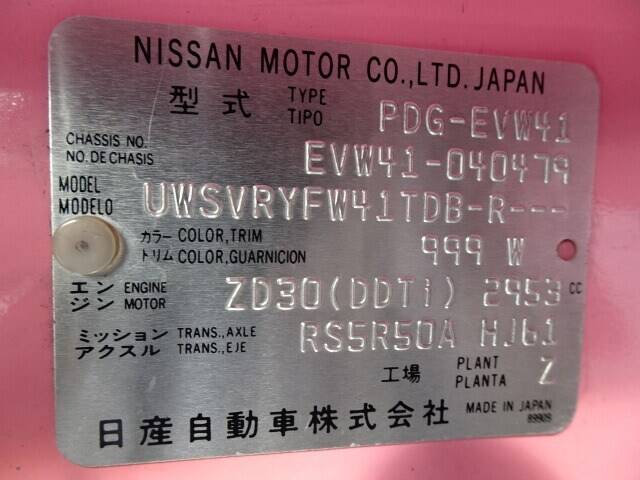 NISSAN MOTOR CO.,LTD. JAPAN
型式 TYPE TIPO PDG-EVW41
CHASSIS NO. NO. DE CHASIS EVW41-040479
MODEL MODELO UWSVRYFW41TDB-R---
カラー COLOR,TRIM
トリム COLOR,GUARNICION 999 W
エンジン ENGINE MOTOR ZD30(DDTi) 2953 CC
ミッション TRANS.,AXLE
アクスル TRANS.,EJE RS5R50A HJ61
工場 PLANT PLANTA Z
日産自動車株式会社 MADE IN JAPAN
89909